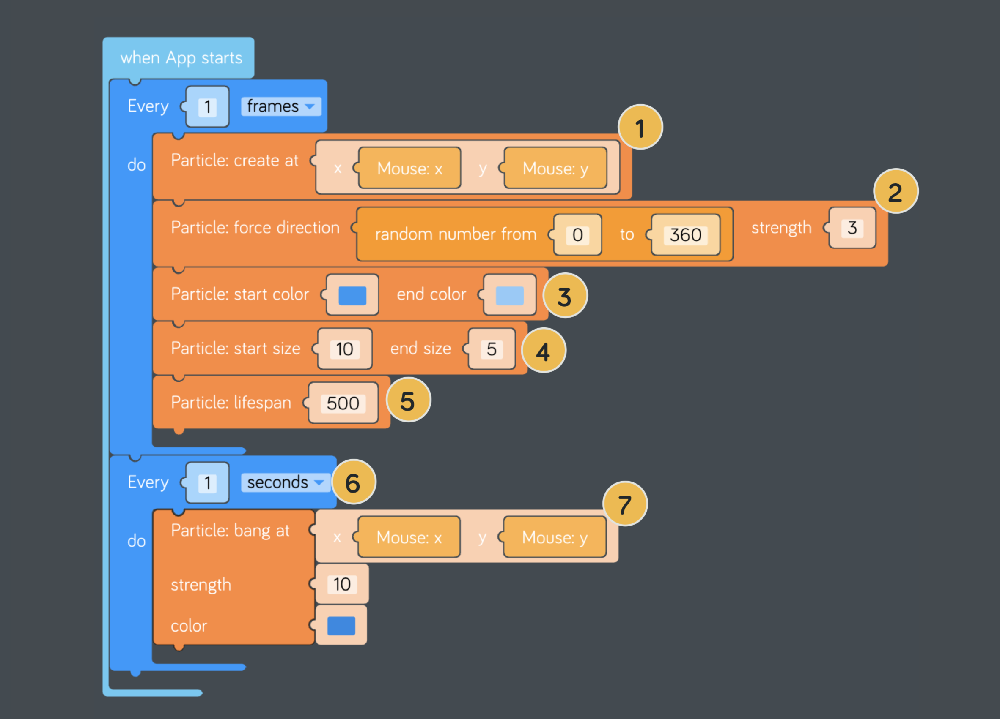 when App starts
Every 1 frames
1
do
Particle: create at x Mouse: x y Mouse: y
2
Particle: force direction random number from 0 to 360 strength 3
Particle: start color end color 3
Particle: start size 10 end size 5 4
Particle: lifespan 500 5
Every 1 seconds 6
7
do
Particle: bang at x Mouse: x y Mouse: y
strength 10
color